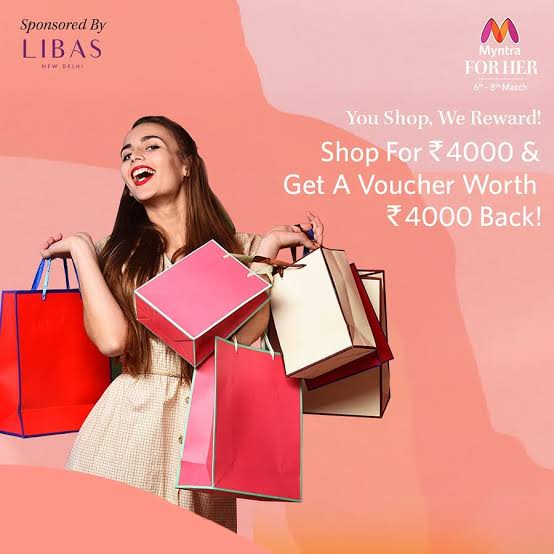 Sponsored By
LIBAS
NEW DELHI
Myntra
FOR HER
6th - 8th March
You Shop, We Reward!
Shop For ₹4000 &
Get A Voucher Worth
₹4000 Back!